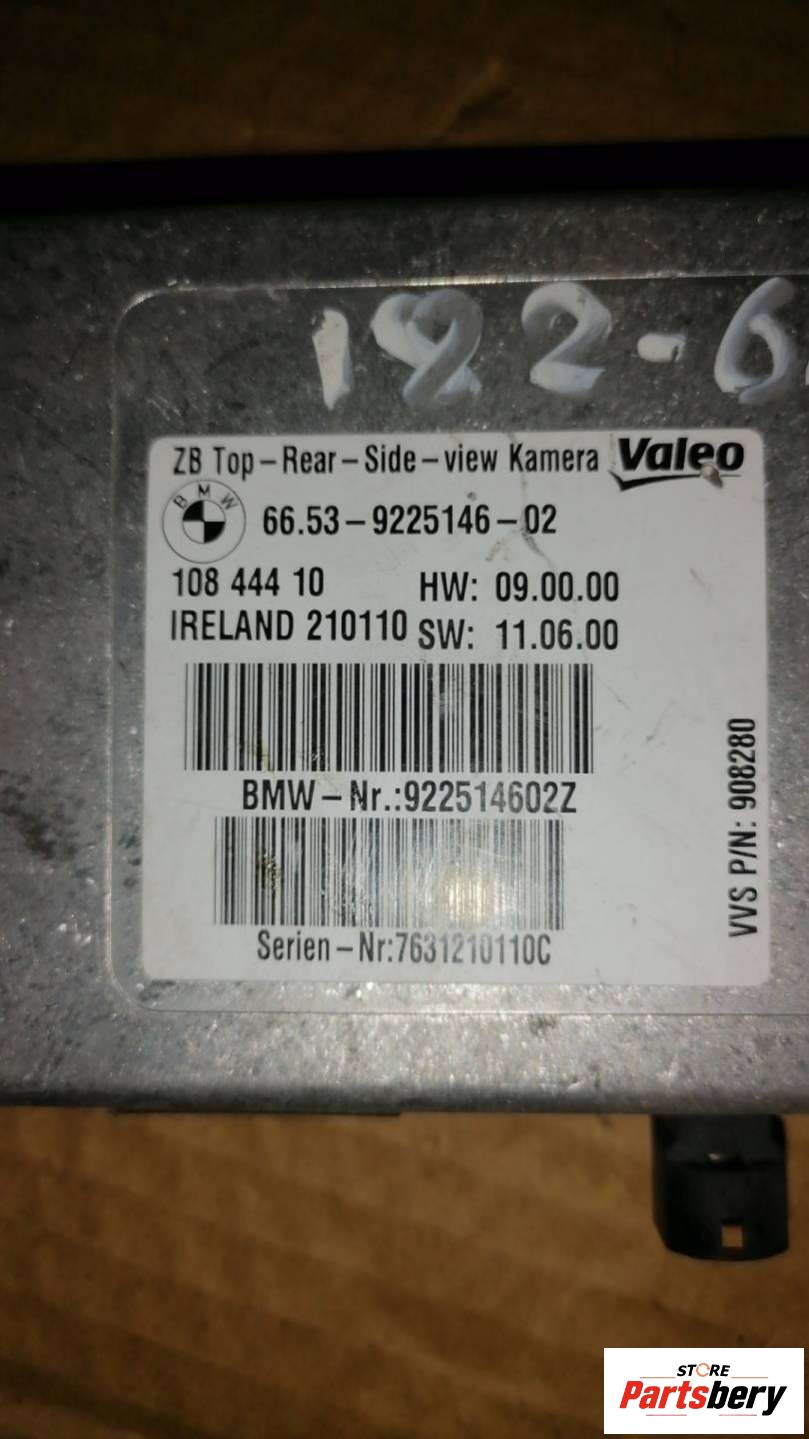 182-6
ZB Top-Rear-Side-view Kamera Valeo
BMW 66.53-9225146-02
108 444 10 HW: 09.00.00
IRELAND 210110 SW: 11.06.00
BMW-Nr.:922514602Z
Serien-Nr:7631210110C
VVS P/N: 908280
STORE
Partsbery